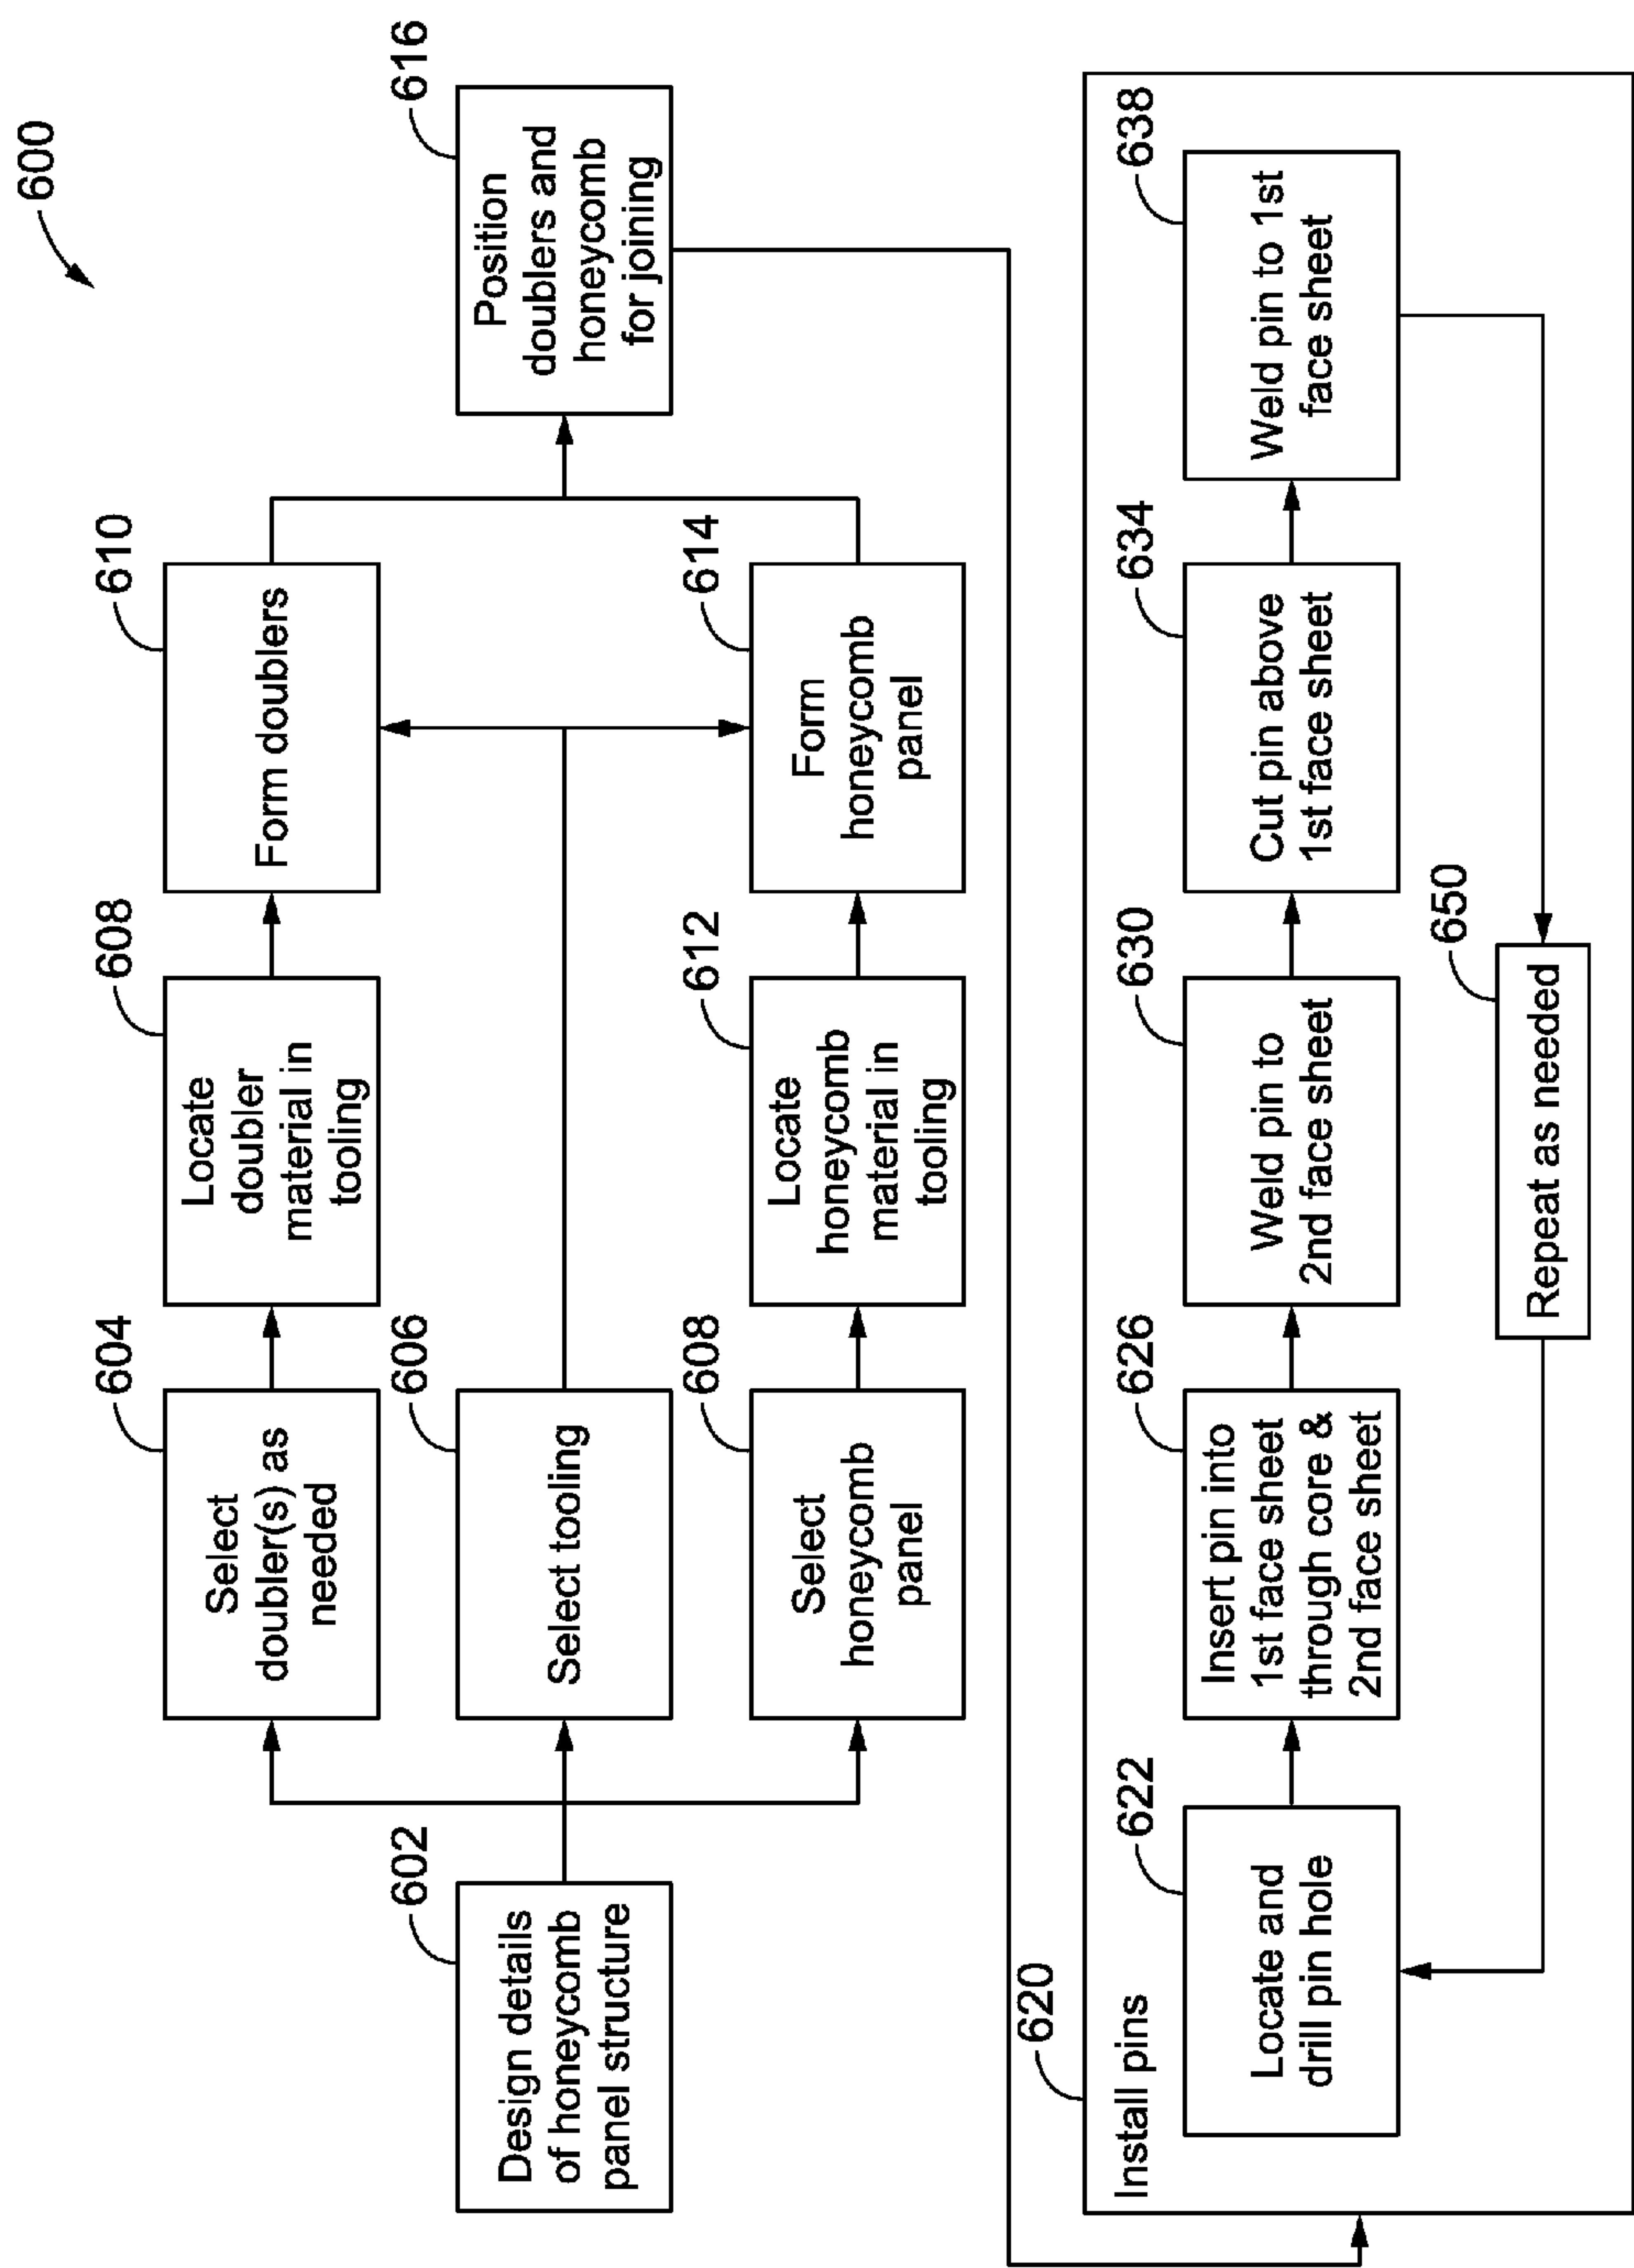 600
602
Design details
of honeycomb
panel structure
604
Select
doubler(s) as
needed
606
Select tooling
608
Select
honeycomb
panel
608
Locate
doubler
material in
tooling
612
Locate
honeycomb
material in
tooling
610
Form doublers
614
Form
honeycomb
panel
616
Position
doublers and
honeycomb
for joining
620
Install pins
622
Locate and
drill pin hole
626
Insert pin into
1st face sheet
through core &
2nd face sheet
630
Weld pin to
2nd face sheet
634
Cut pin above
1st face sheet
638
Weld pin to 1st
face sheet
650
Repeat as needed